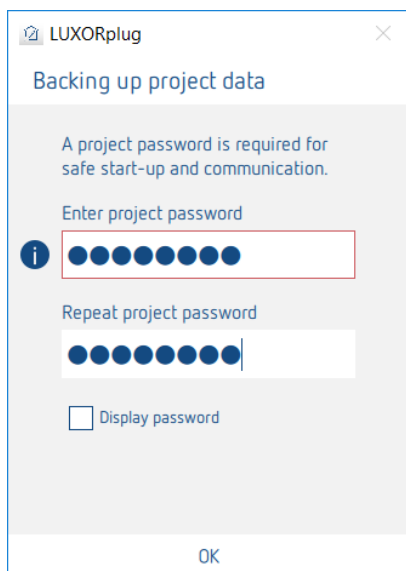 LUXORplug
Backing up project data
A project password is required for
safe start-up and communication.
Enter project password
i
●●●●●●●●
Repeat project password
●●●●●●●●
Display password
OK